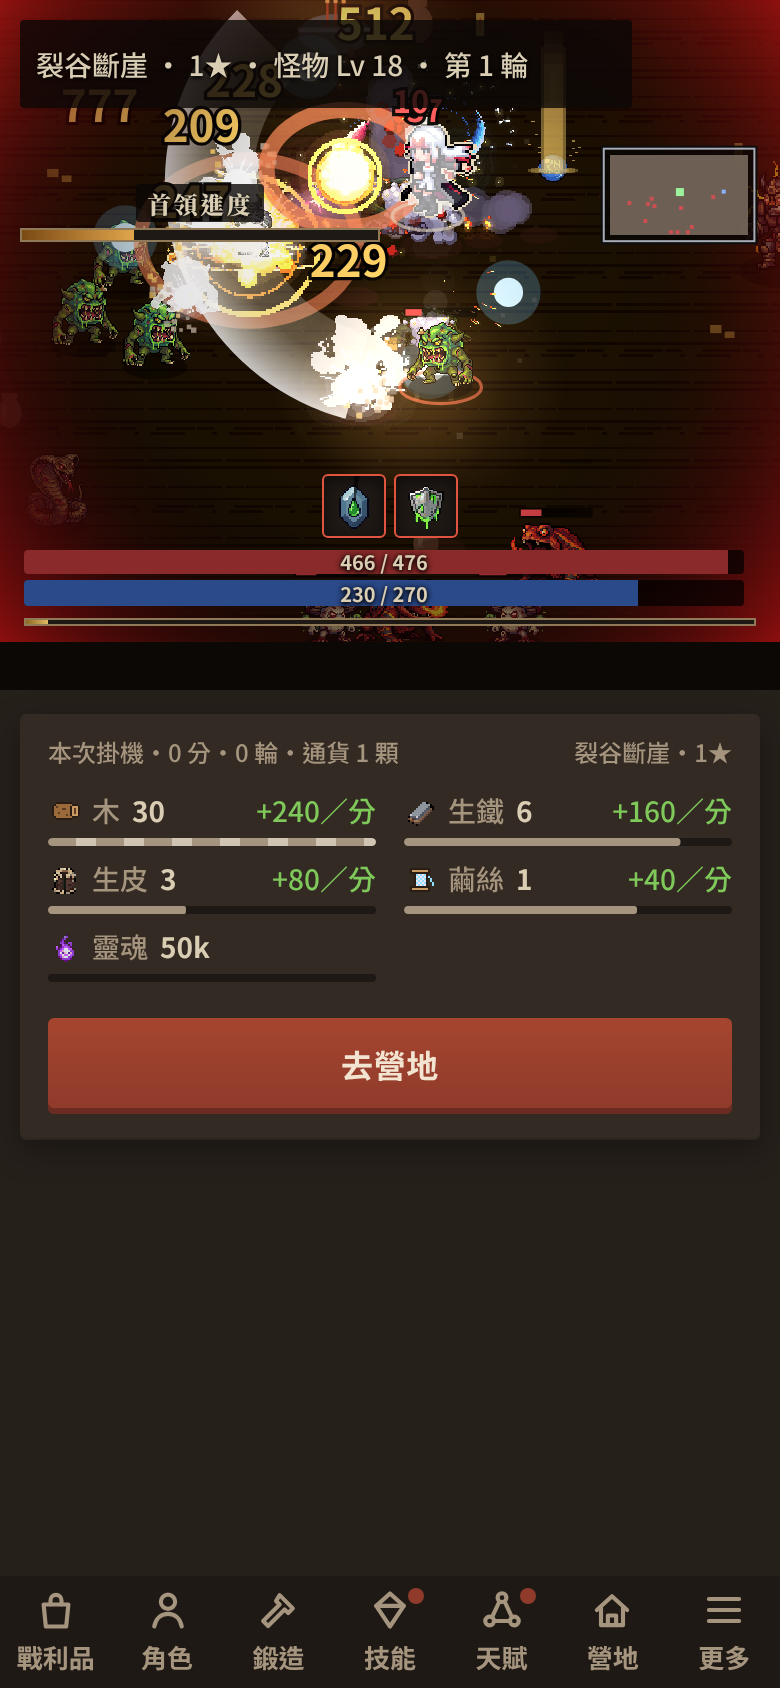 512
裂谷斷崖 · 1★ · 怪物 Lv 18 · 第 1 輪
228
777
209
107
首領進度
229
466 / 476
230 / 270
本次掛機·0 分·0 輪·通貨 1 顆
裂谷斷崖·1★
木 30 +240／分
生鐵 6 +160／分
生皮 3 +80／分
繭絲 1 +40／分
靈魂 50k
去營地
戰利品
角色
鍛造
技能
天賦
營地
更多